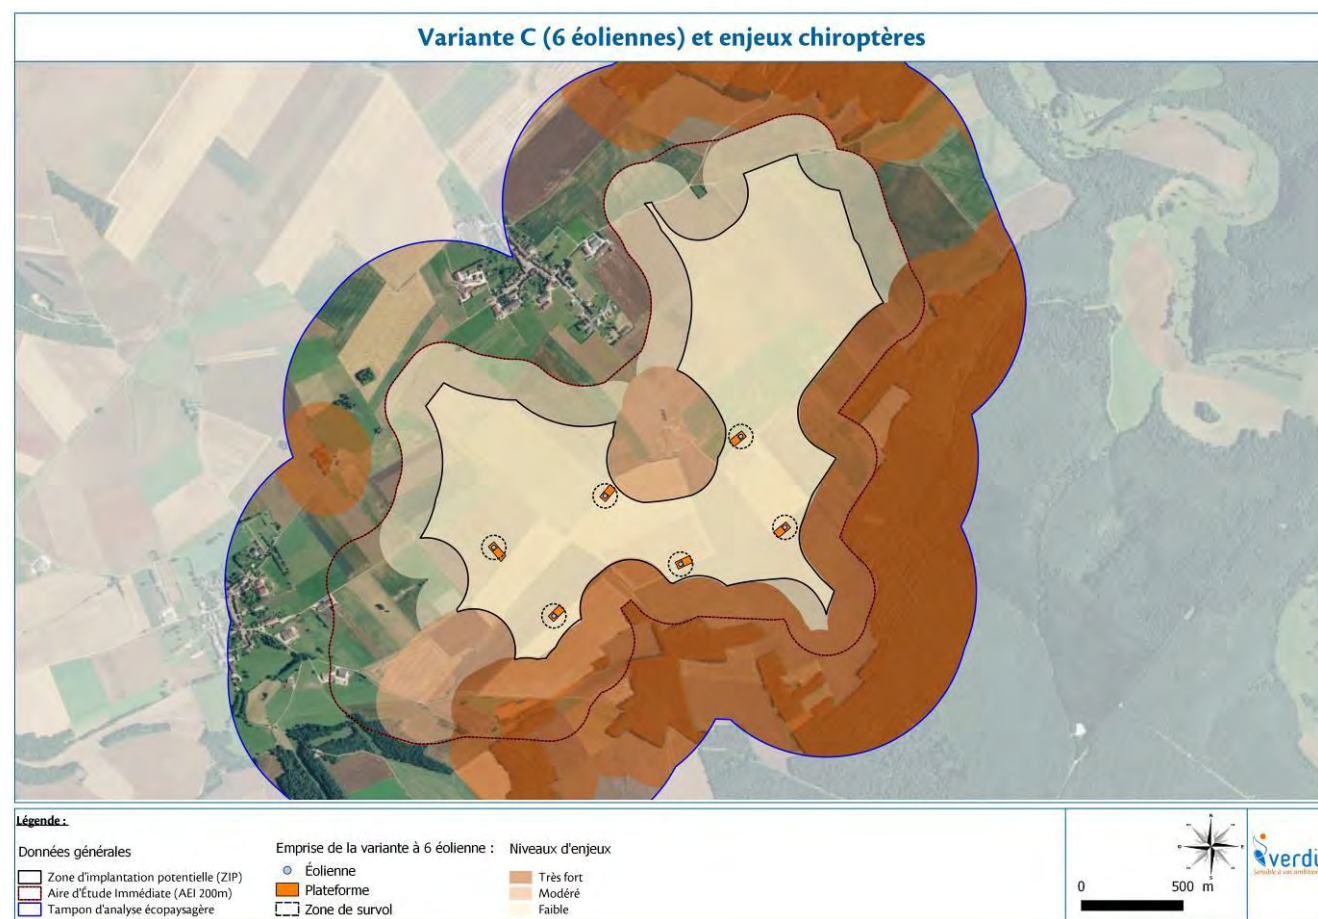 Variante C (6 éoliennes) et enjeux chiroptères
Légende :
Données générales
Zone d'implantation potentielle (ZIP)
Aire d'Étude Immédiate (AEI 200m)
Tampon d'analyse écopaysagère
Emprise de la variante à 6 éolienne :
Éolienne
Plateforme
Zone de survol
Niveaux d'enjeux
Très fort
Modéré
Faible
0 500 m
Sensible à vos